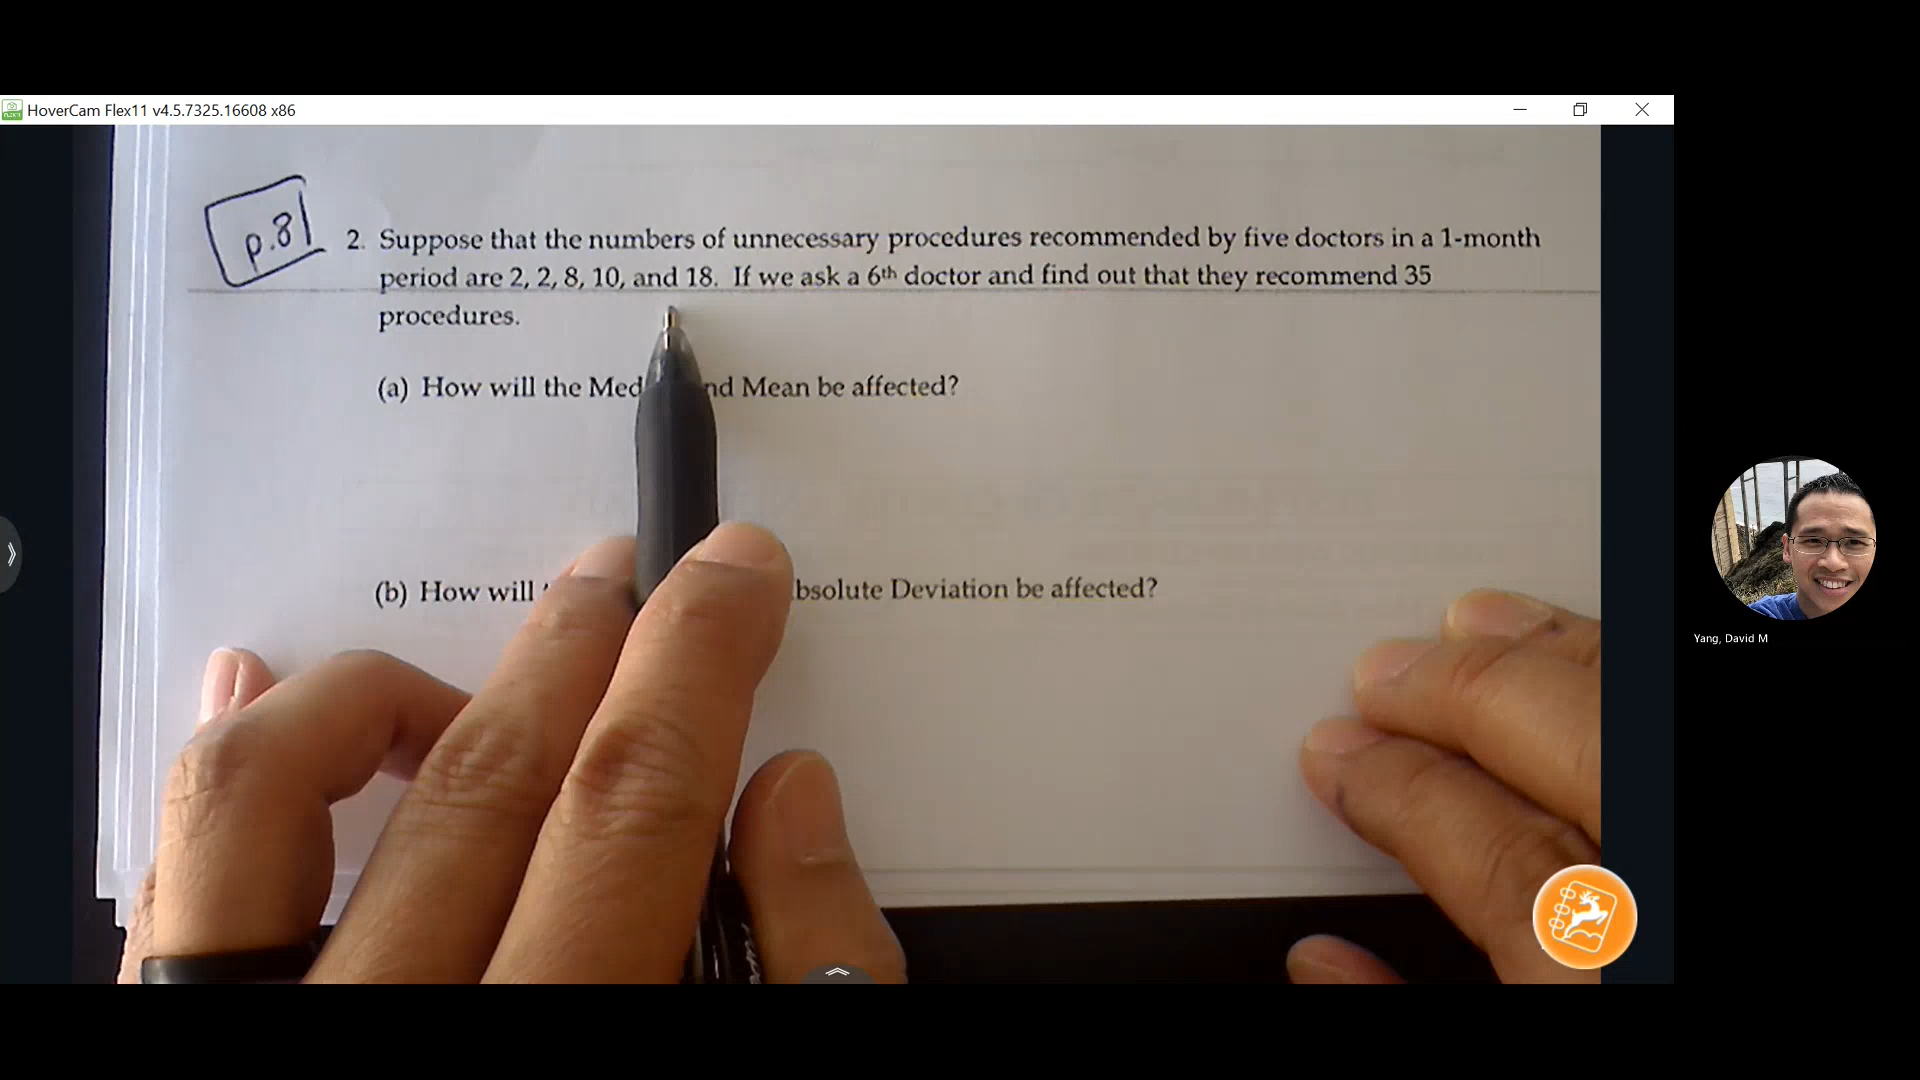 HoverCam Flex11 v4.5.7325.16608 x86
p.8
2. Suppose that the numbers of unnecessary procedures recommended by five doctors in a 1-month
period are 2, 2, 8, 10, and 18. If we ask a 6th doctor and find out that they recommend 35
procedures.
(a) How will the Med nd Mean be affected?
(b) How will bsolute Deviation be affected?
Yang, David M